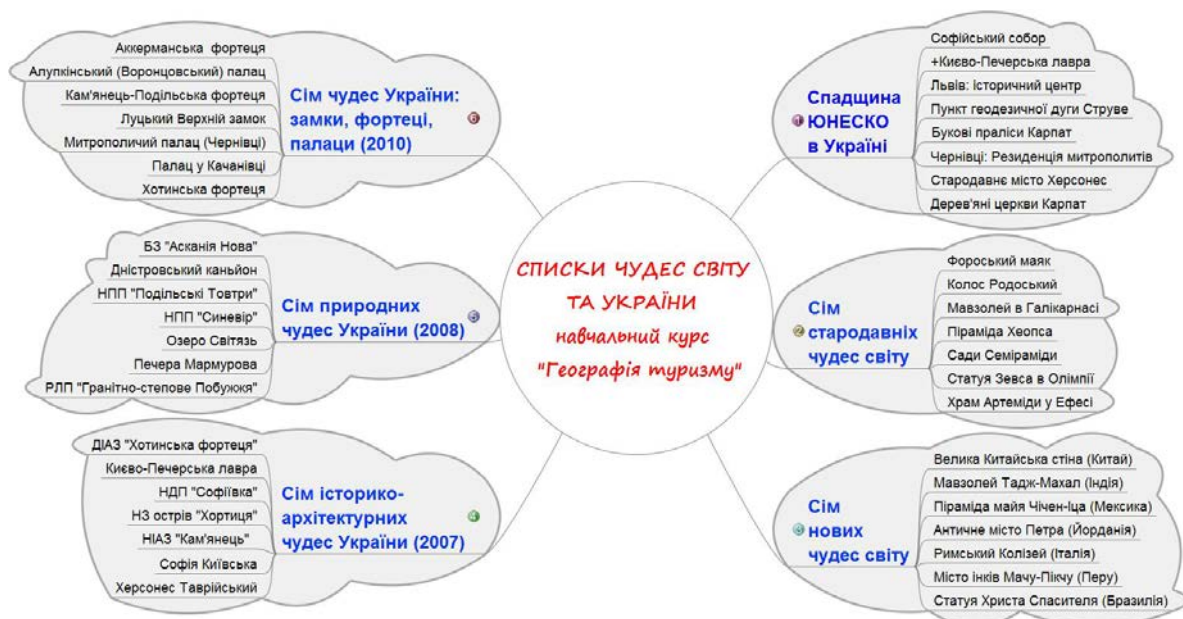 СПИСКИ ЧУДЕС СВІТУ
ТА УКРАЇНИ
навчальний курс
"Географія туризму"
1
Спадщина
ЮНЕСКО
в Україні
Софійський собор
+Києво-Печерська лавра
Львів: історичний центр
Пункт геодезичної дуги Струве
Букові праліси Карпат
Чернівці: Резиденція митрополитів
Стародавнє місто Херсонес
Дерев'яні церкви Карпат
2
Сім
стародавніх
чудес світу
Фороський маяк
Колос Родоський
Мавзолей в Галікарнасі
Піраміда Хеопса
Сади Семіраміди
Статуя Зевса в Олімпії
Храм Артеміди у Ефесі
3
Сім
нових
чудес світу
Велика Китайська стіна (Китай)
Мавзолей Тадж-Махал (Індія)
Піраміда майя Чічен-Іца (Мексика)
Античне місто Петра (Йорданія)
Римський Колізей (Італія)
Місто інків Мачу-Пікчу (Перу)
Статуя Христа Спасителя (Бразилія)
4
Сім історико-
архітектурних
чудес України (2007)
ДІАЗ "Хотинська фортеця"
Києво-Печерська лавра
НДП "Софіївка"
НЗ острів "Хортиця"
НІАЗ "Кам'янець"
Софія Київська
Херсонес Таврійський
5
Сім природних
чудес України (2008)
БЗ "Асканія Нова"
Дністровський каньйон
НПП "Подільські Товтри"
НПП "Синевір"
Озеро Світязь
Печера Мармурова
РЛП "Гранітно-степове Побужжя"
6
Сім чудес України:
замки, фортеці,
палаци (2010)
Аккерманська фортеця
Алупкінський (Воронцовський) палац
Кам'янець-Подільська фортеця
Луцький Верхній замок
Митрополичий палац (Чернівці)
Палац у Качанівці
Хотинська фортеця